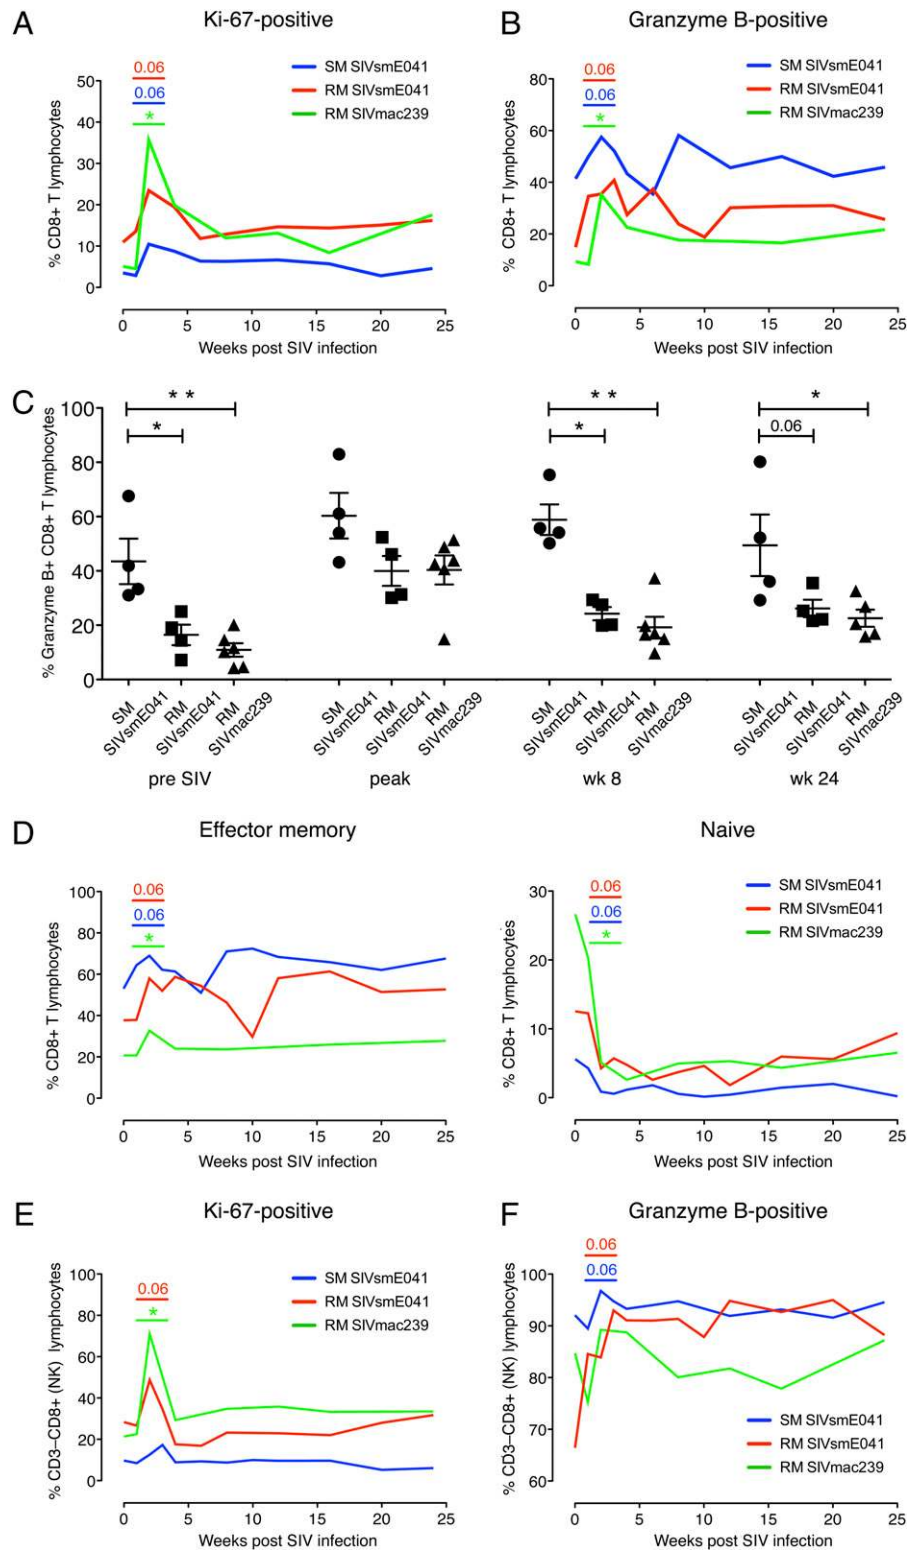 A Ki-67-positive
B Granzyme B-positive
% CD8+ T lymphocytes
50
40
30
20
10
0
0.06
0.06
*
SM SIVsmE041
RM SIVsmE041
RM SIVmac239
0 5 10 15 20 25
Weeks post SIV infection
% CD8+ T lymphocytes
80
60
40
20
0
0.06
0.06
*
SM SIVsmE041
RM SIVsmE041
RM SIVmac239
0 5 10 15 20 25
Weeks post SIV infection
C
% Granzyme B+ CD8+ T lymphocytes
100
80
60
40
20
0
* *
*
* *
*
*
0.06
SM SIVsmE041
RM SIVsmE041
RM SIVmac239
SM SIVsmE041
RM SIVsmE041
RM SIVmac239
SM SIVsmE041
RM SIVsmE041
RM SIVmac239
SM SIVsmE041
RM SIVsmE041
RM SIVmac239
pre SIV peak wk 8 wk 24
D Effector memory
Naive
% CD8+ T lymphocytes
100
80
60
40
20
0
0.06
0.06
*
0 5 10 15 20 25
Weeks post SIV infection
% CD8+ T lymphocytes
30
20
10
0
0.06
0.06
*
SM SIVsmE041
RM SIVsmE041
RM SIVmac239
0 5 10 15 20 25
Weeks post SIV infection
E Ki-67-positive
F Granzyme B-positive
% CD3–CD8+ (NK) lymphocytes
100
80
60
40
20
0
0.06
*
SM SIVsmE041
RM SIVsmE041
RM SIVmac239
0 5 10 15 20 25
Weeks post SIV infection
% CD3–CD8+ (NK) lymphocytes
100
90
80
70
60
0.06
0.06
SM SIVsmE041
RM SIVsmE041
RM SIVmac239
0 5 10 15 20 25
Weeks post SIV infection